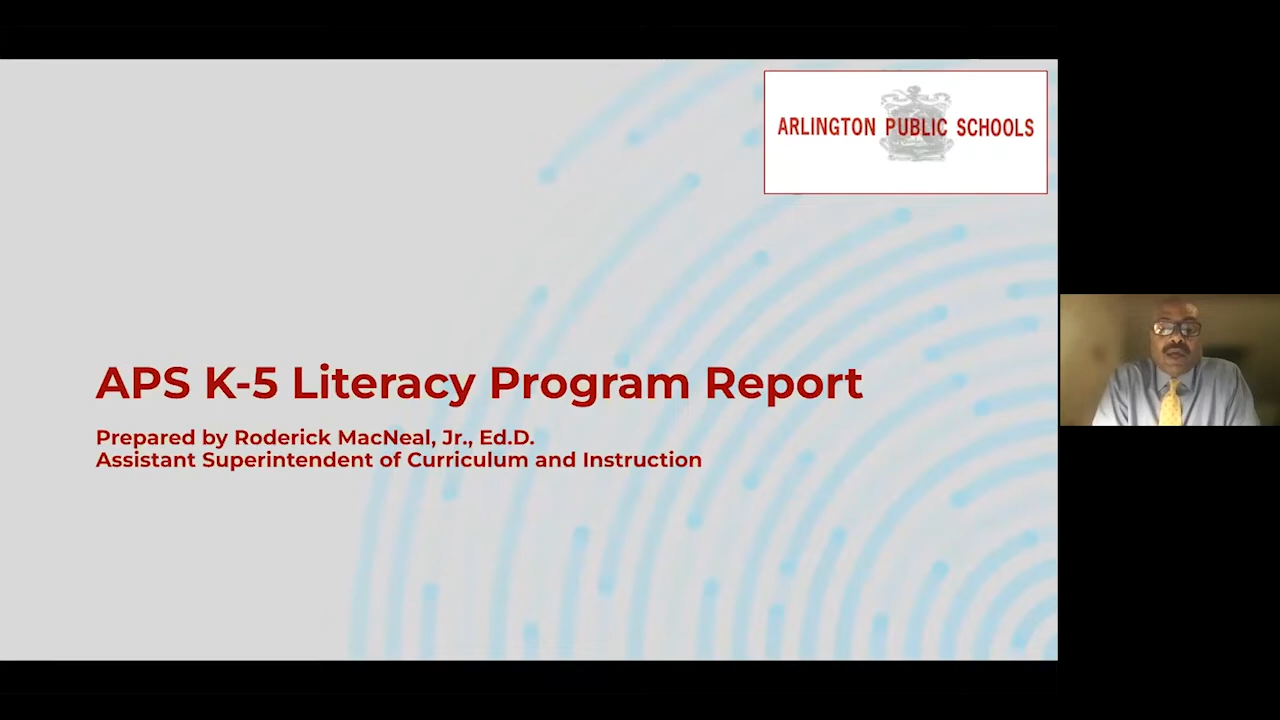 ARLINGTON PUBLIC SCHOOLS
APS K-5 Literacy Program Report
Prepared by Roderick MacNeal, Jr., Ed.D.
Assistant Superintendent of Curriculum and Instruction